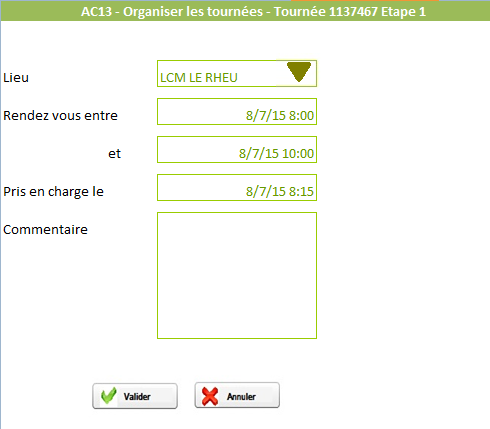 AC13 - Organiser les tournées - Tournée 1137467 Etape 1
Lieu LCM LE RHEU
Rendez vous entre 8/7/15 8:00
et 8/7/15 10:00
Pris en charge le 8/7/15 8:15
Commentaire
Valider Annuler